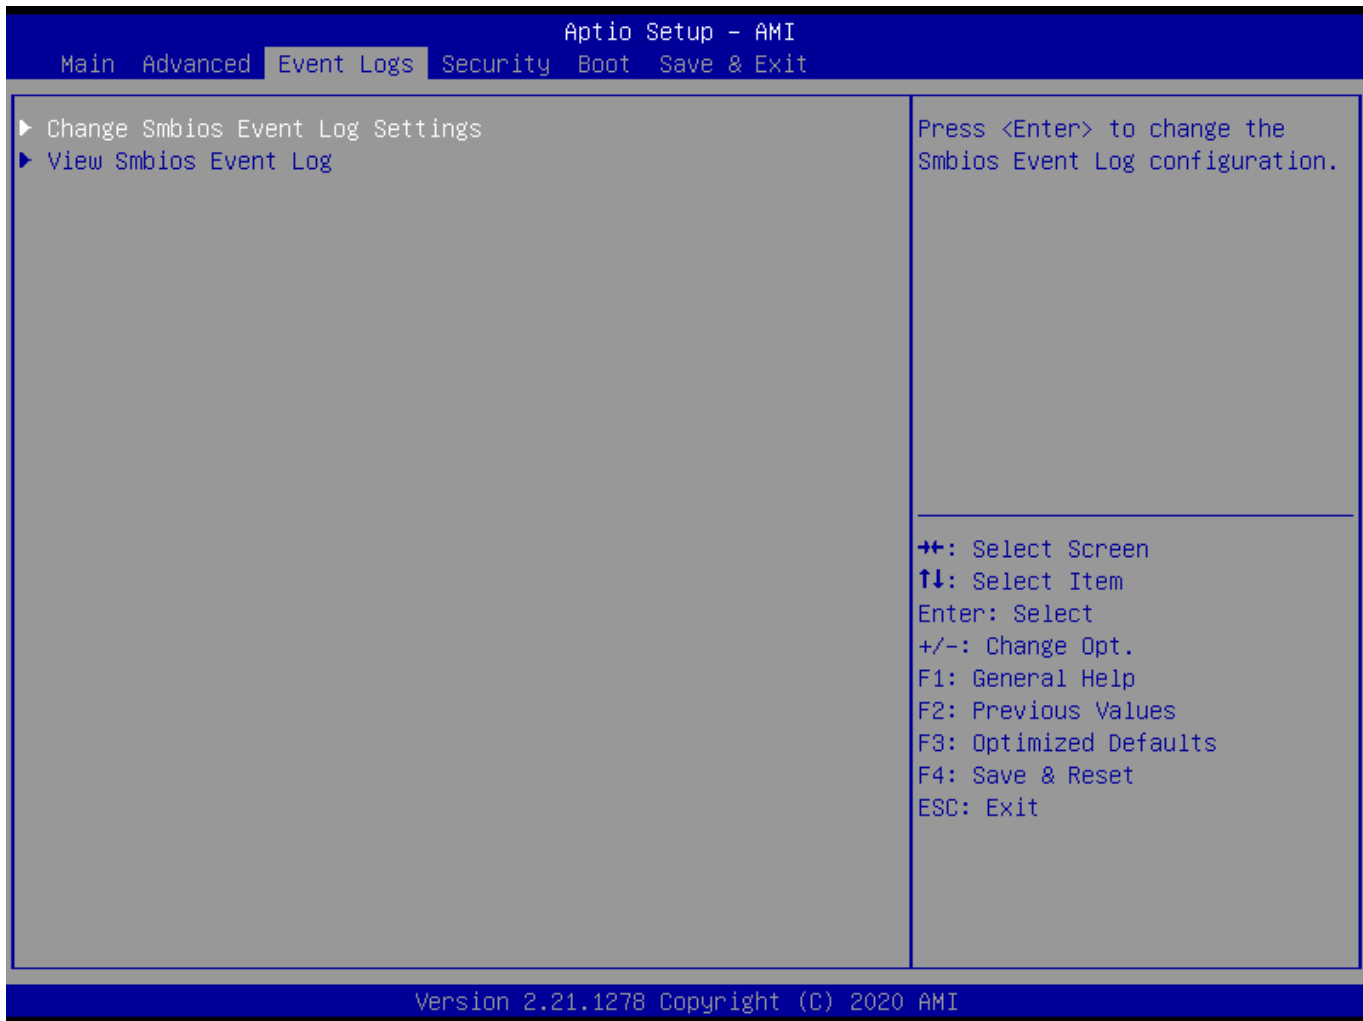 Aptio Setup – AMI
Main Advanced Event Logs Security Boot Save & Exit
▶ Change Smbios Event Log Settings
▶ View Smbios Event Log
Press <Enter> to change the
Smbios Event Log configuration.
→←: Select Screen
↑↓: Select Item
Enter: Select
+/-: Change Opt.
F1: General Help
F2: Previous Values
F3: Optimized Defaults
F4: Save & Reset
ESC: Exit
Version 2.21.1278 Copyright (C) 2020 AMI